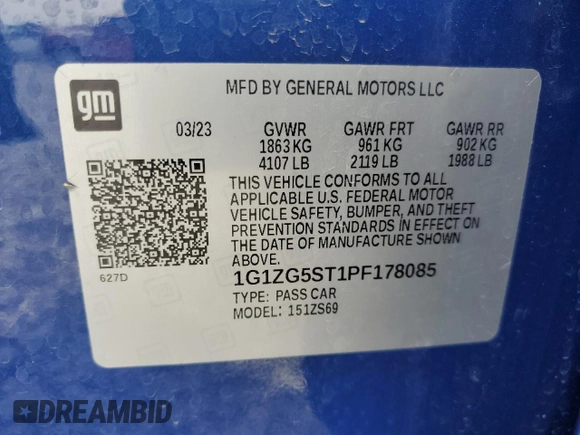 gm
MFD BY GENERAL MOTORS LLC
03/23 GVWR GAWR FRT GAWR RR
1863 KG 961 KG 902 KG
4107 LB 2119 LB 1988 LB
THIS VEHICLE CONFORMS TO ALL
APPLICABLE U.S. FEDERAL MOTOR
VEHICLE SAFETY, BUMPER, AND THEFT
PREVENTION STANDARDS IN EFFECT ON
THE DATE OF MANUFACTURE SHOWN
ABOVE.
627D
1G1ZG5ST1PF178085
TYPE: PASS CAR
MODEL: 151ZS69
DREAMBID